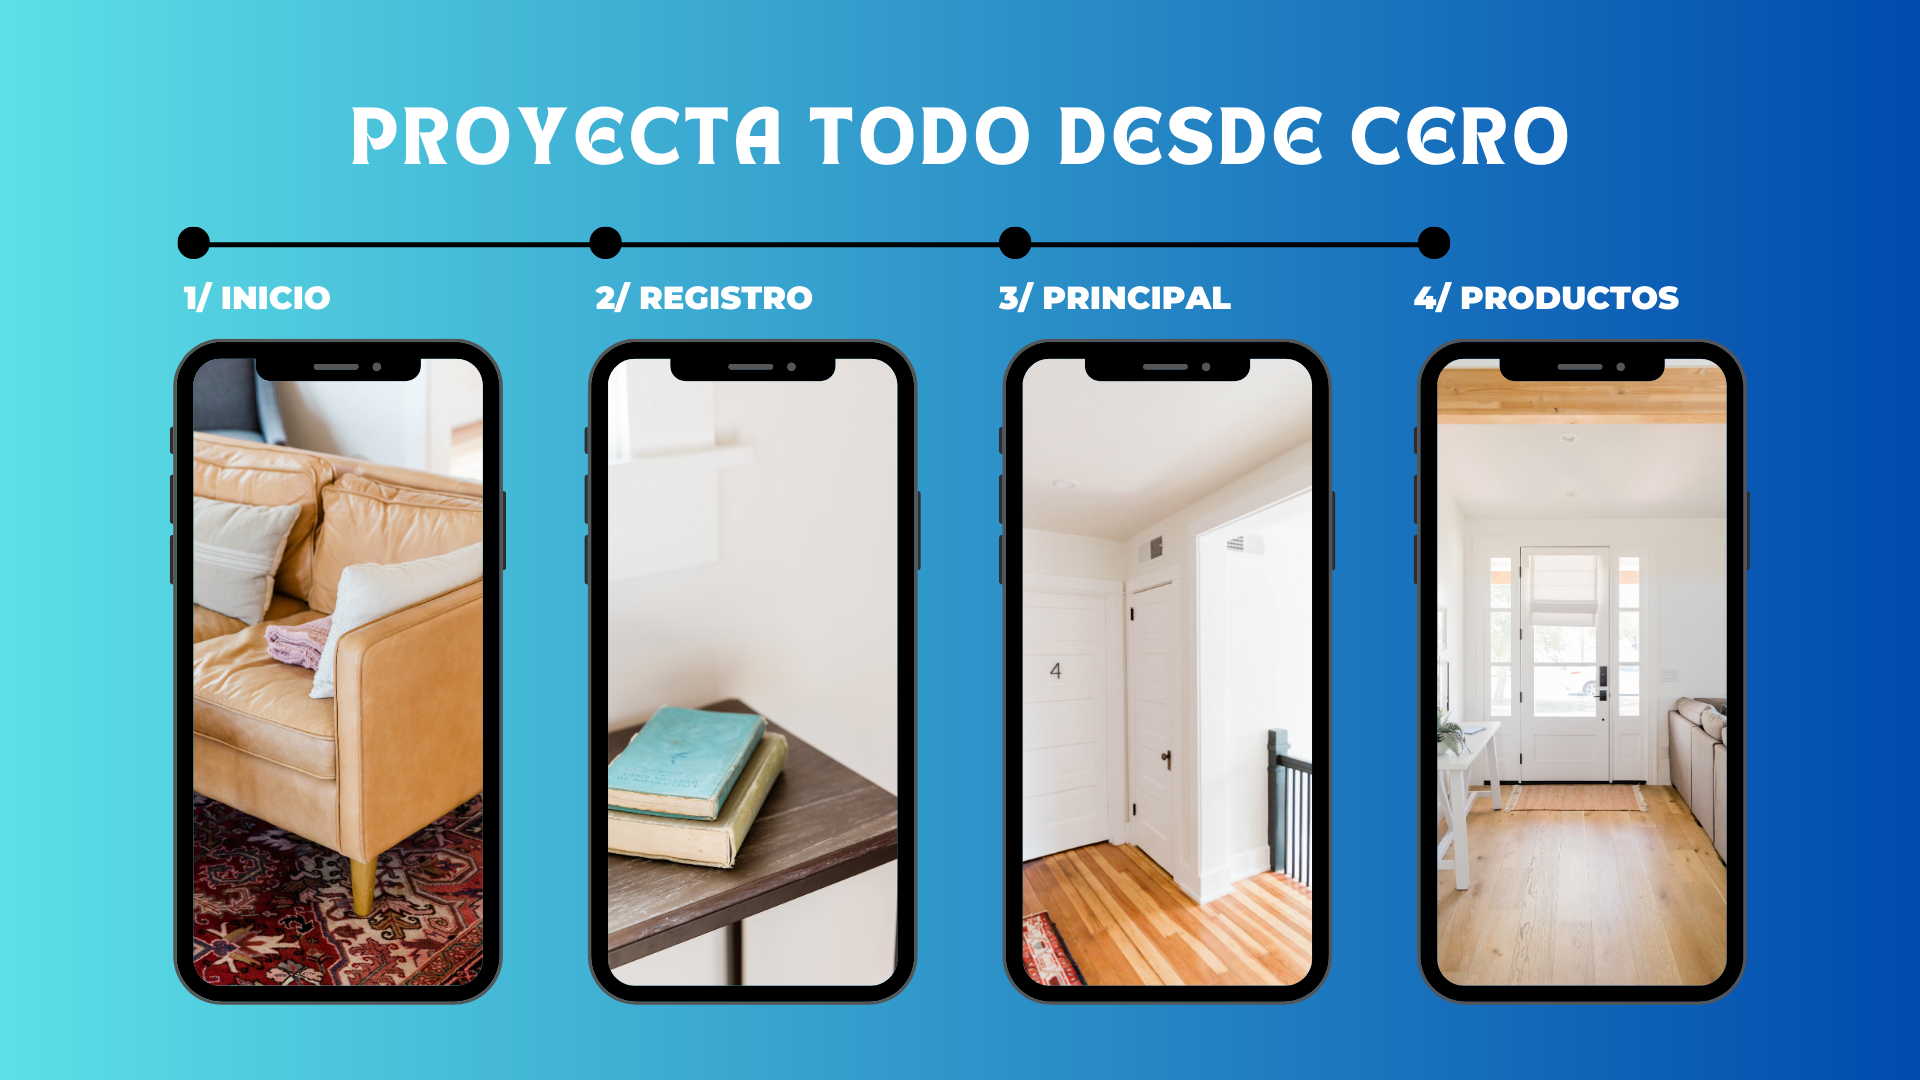 PROYECTA TODO DESDE CERO
1/ INICIO
2/ REGISTRO
3/ PRINCIPAL
4/ PRODUCTOS
4